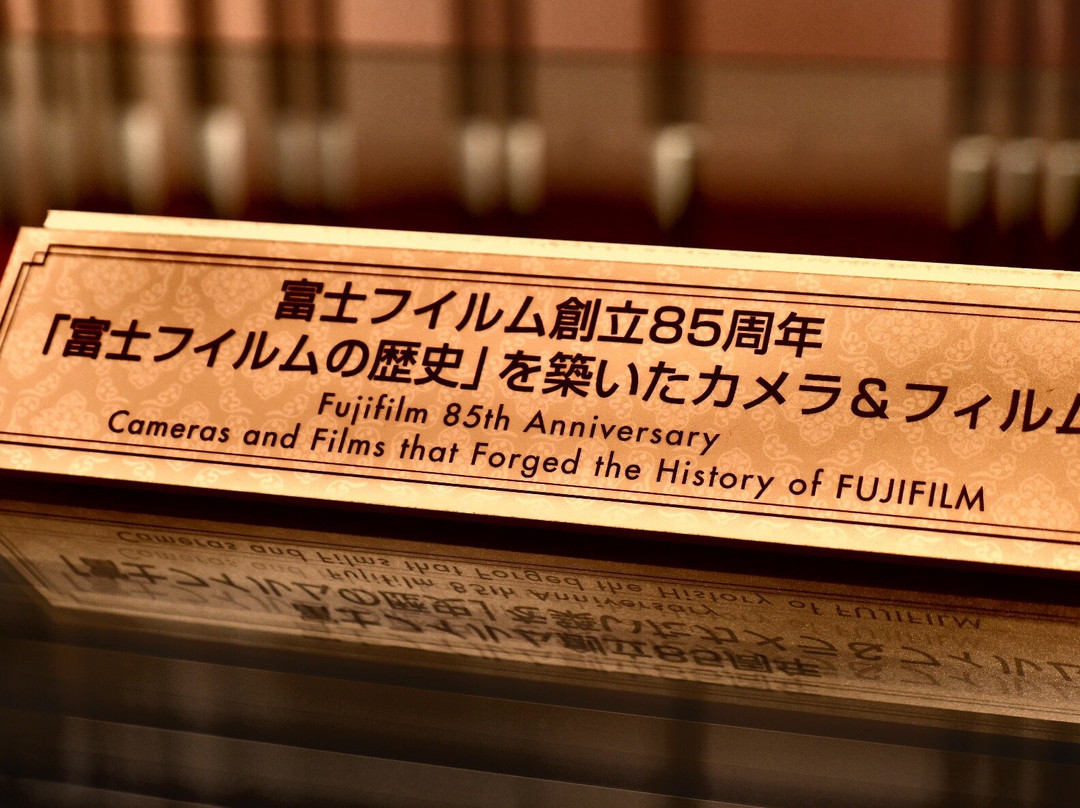 富士フイルム創立85周年
「富士フイルムの歴史」を築いたカメラ&フィルム
Fujifilm 85th Anniversary
Cameras and Films that Forged the History of FUJIFILM